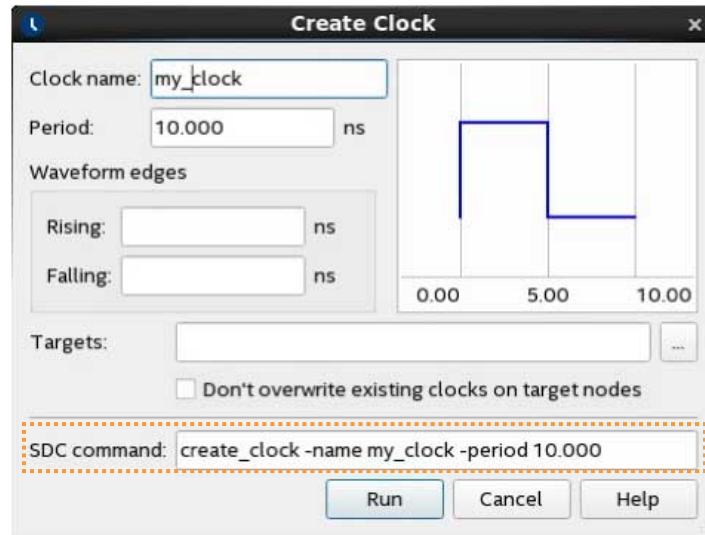 Create Clock
Clock name: my_clock
Period: 10.000 ns
Waveform edges
Rising: ns
Falling: ns
0.00 5.00 10.00
Targets: ...
Don't overwrite existing clocks on target nodes
SDC command: create_clock -name my_clock -period 10.000
Run Cancel Help